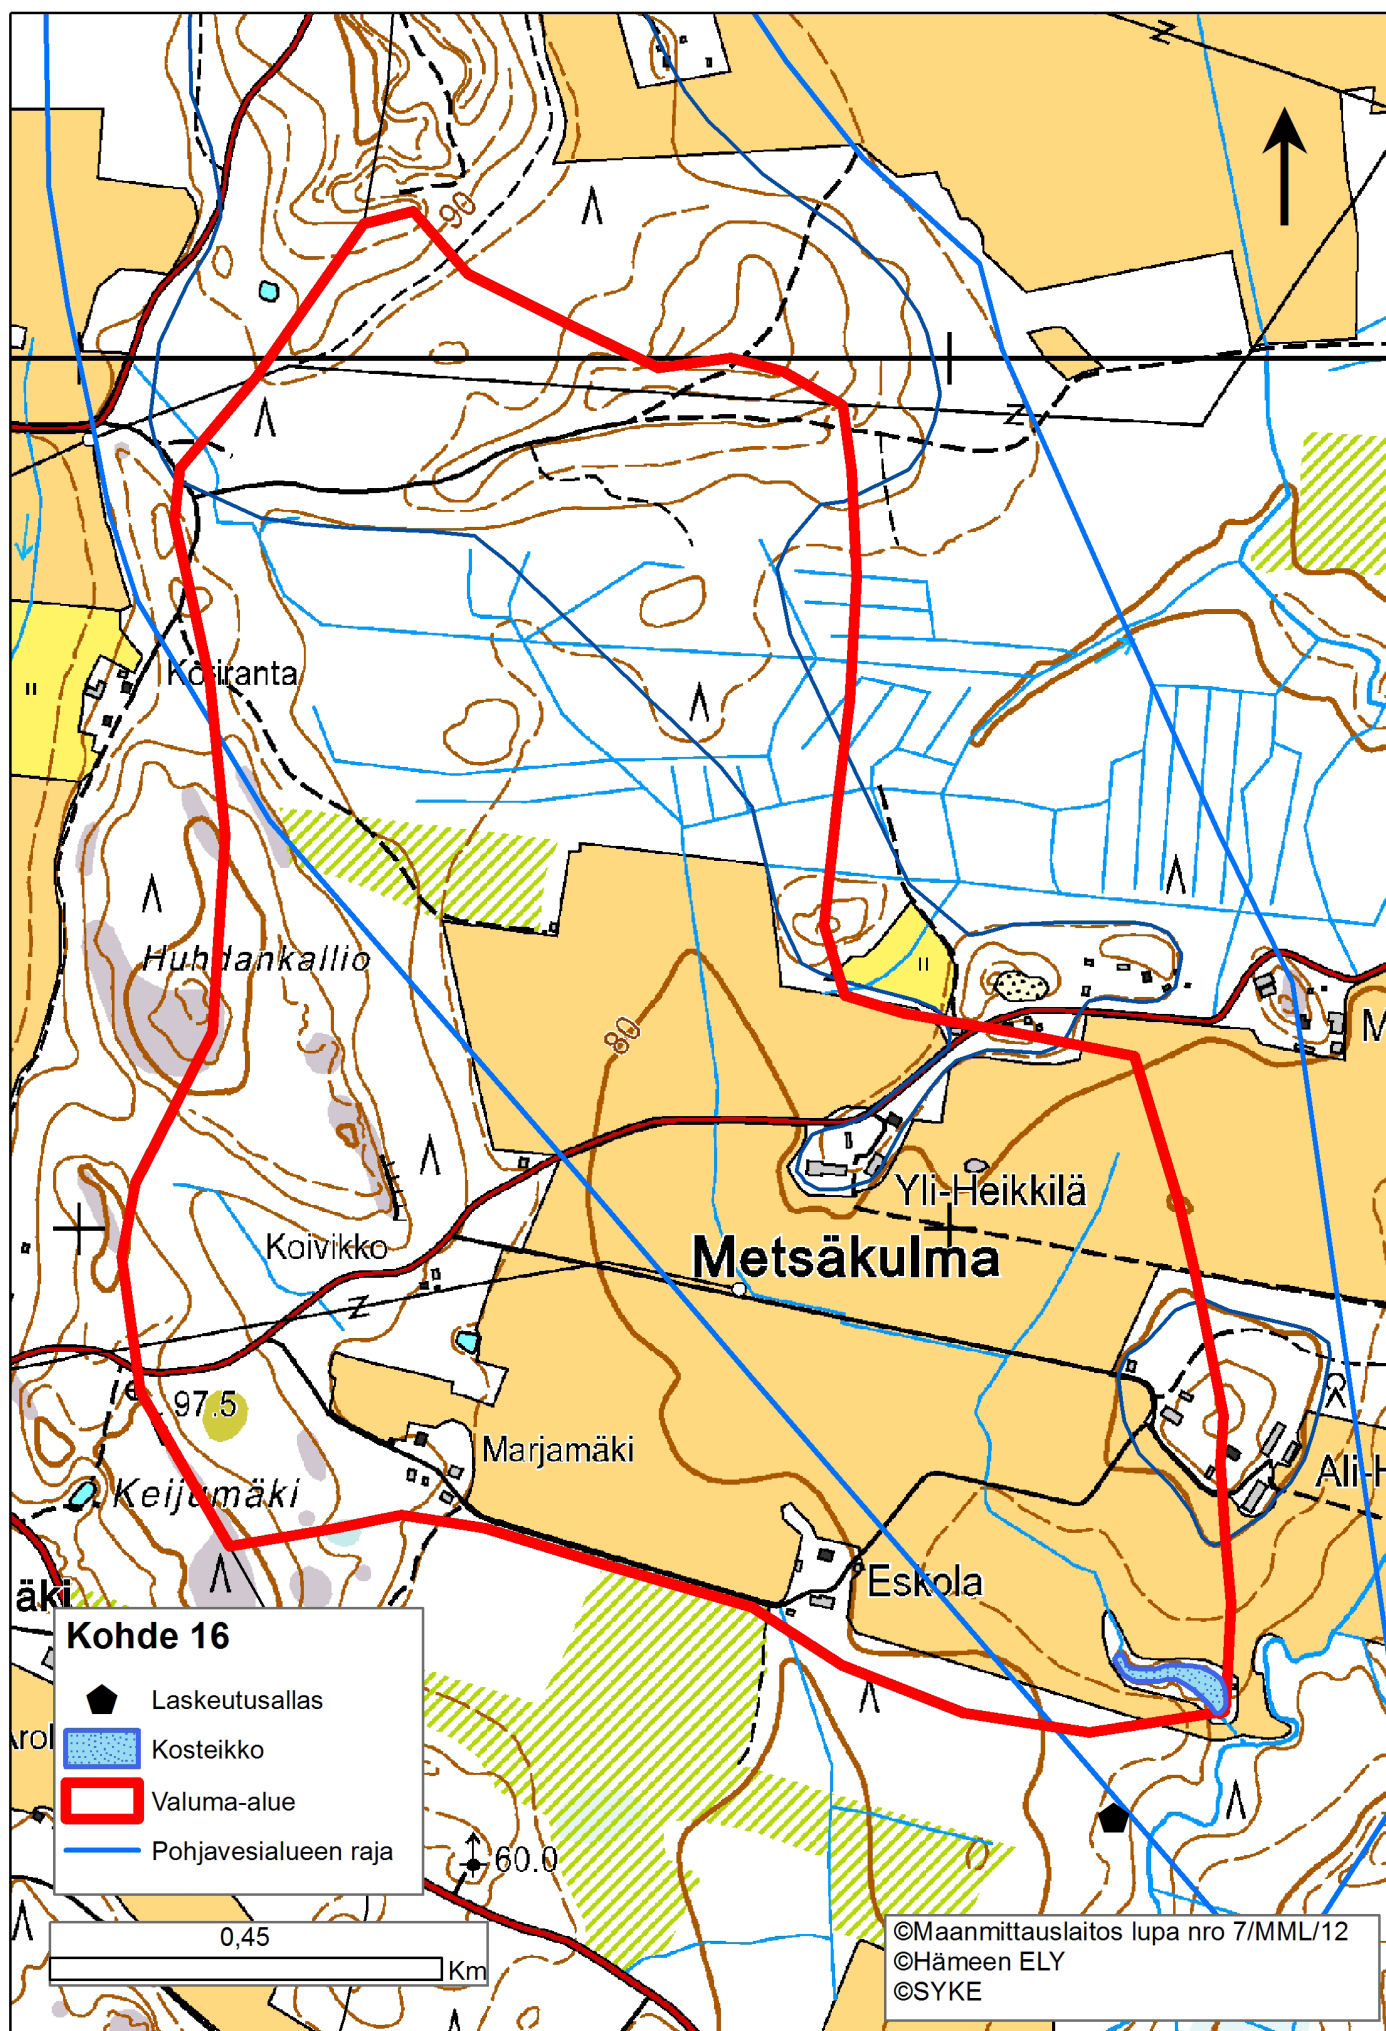 90
Kosiranta
Huhdankallio
80
M
Yli-Heikkilä
Koivikko
Metsäkulma
97.5
Marjamäki
Keijumäki
Ali-H
Eskola
äki
Kohde 16
Laskeutusallas
Kosteikko
Valuma-alue
Pohjavesialueen raja
60.0
0,45
Km
©Maanmittauslaitos lupa nro 7/MML/12
©Hämeen ELY
©SYKE